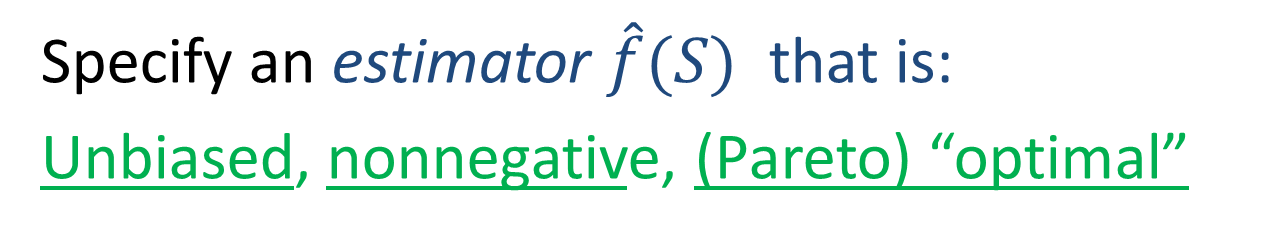 Specify an estimator f̂(S) that is:
Unbiased, nonnegative, (Pareto) “optimal”